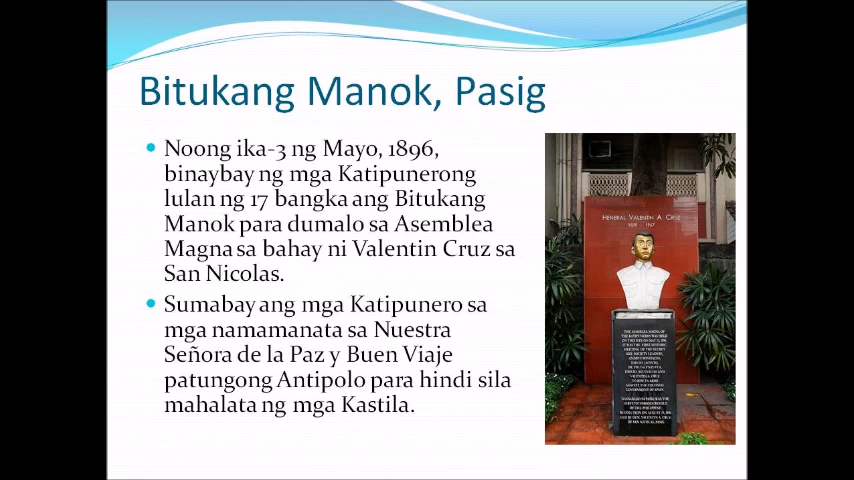 Bitukang Manok, Pasig
Noong ika-3 ng Mayo, 1896,
binaybay ng mga Katipunerong
lulan ng 17 bangka ang Bitukang
Manok para dumalo sa Asemblea
Magna sa bahay ni Valentin Cruz sa
San Nicolas.
Sumabay ang mga Katipunero sa
mga namamanata sa Nuestra
Señora de la Paz y Buen Viaje
patungong Antipolo para hindi sila
mahalata ng mga Kastila.
HENERAL VALENTIN A. CRUZ